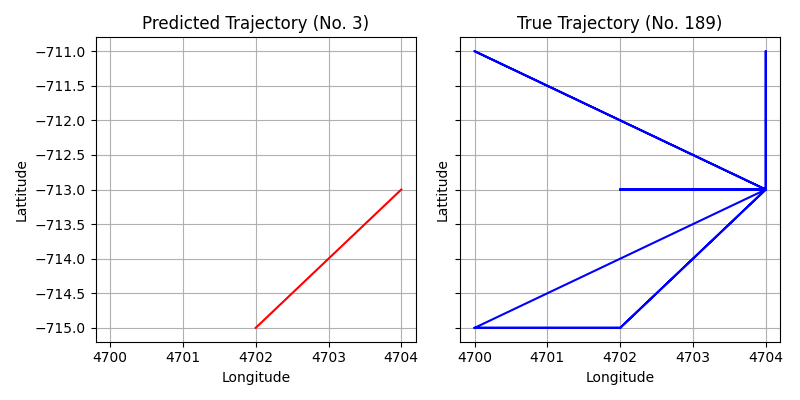 Predicted Trajectory (No. 3)
True Trajectory (No. 189)
Lattitude
−711.0
−711.5
−712.0
−712.5
−713.0
−713.5
−714.0
−714.5
−715.0
4700 4701 4702 4703 4704
Longitude
Lattitude
4700 4701 4702 4703 4704
Longitude